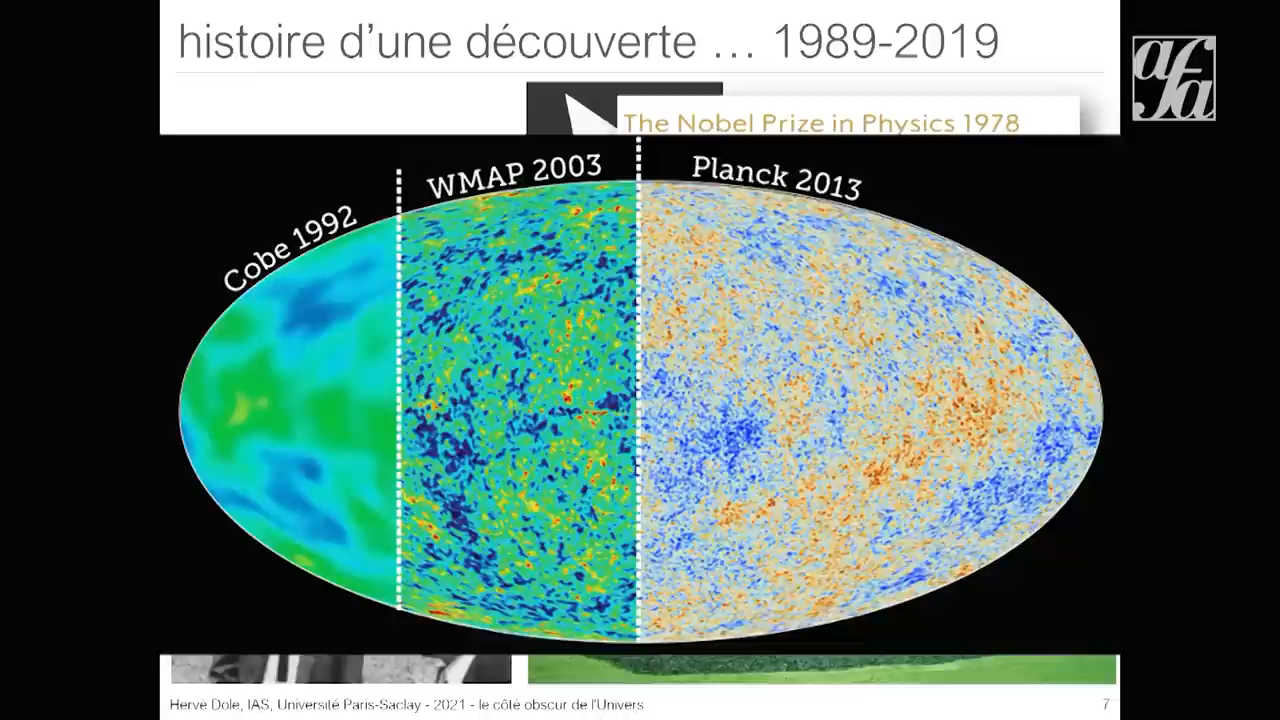 histoire d'une découverte … 1989-2019
afa
The Nobel Prize in Physics 1978
Cobe 1992
WMAP 2003
Planck 2013
Hervé Dole, IAS, Université Paris-Saclay - 2021 - le côté obscur de l'Univers
7